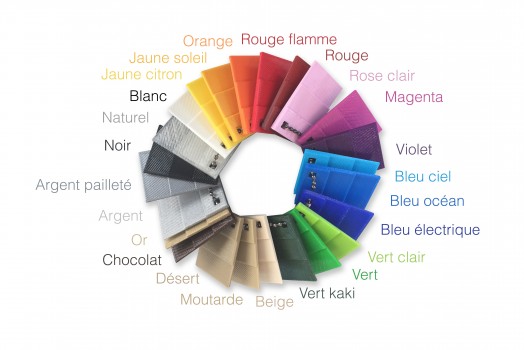 Orange
Rouge flamme
Jaune soleil
Rouge
Jaune citron
Rose clair
Blanc
Magenta
Naturel
Noir
Violet
Bleu ciel
Argent pailleté
Bleu océan
Argent
Bleu électrique
Or
Vert clair
Chocolat
Vert
Désert
Vert kaki
Moutarde
Beige